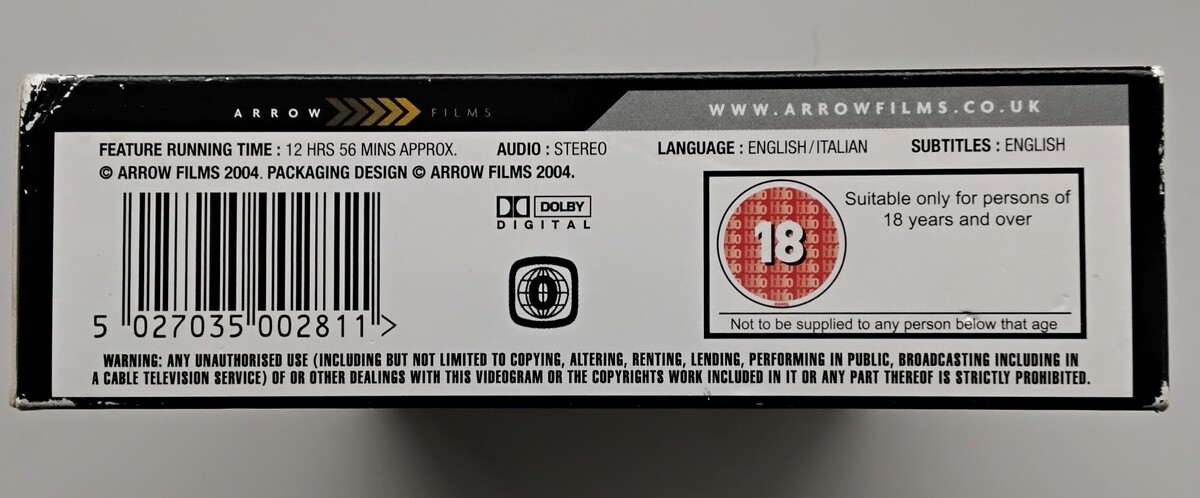 ARROW FILMS
WWW.ARROWFILMS.CO.UK
FEATURE RUNNING TIME : 12 HRS 56 MINS APPROX. AUDIO : STEREO LANGUAGE : ENGLISH/ITALIAN SUBTITLES : ENGLISH
© ARROW FILMS 2004. PACKAGING DESIGN © ARROW FILMS 2004.
DOLBY
DIGITAL
0
18
Suitable only for persons of
18 years and over
Not to be supplied to any person below that age
5 027035 002811 >
WARNING: ANY UNAUTHORISED USE (INCLUDING BUT NOT LIMITED TO COPYING, ALTERING, RENTING, LENDING, PERFORMING IN PUBLIC, BROADCASTING INCLUDING IN
A CABLE TELEVISION SERVICE) OF OR OTHER DEALINGS WITH THIS VIDEOGRAM OR THE COPYRIGHTS WORK INCLUDED IN IT OR ANY PART THEREOF IS STRICTLY PROHIBITED.